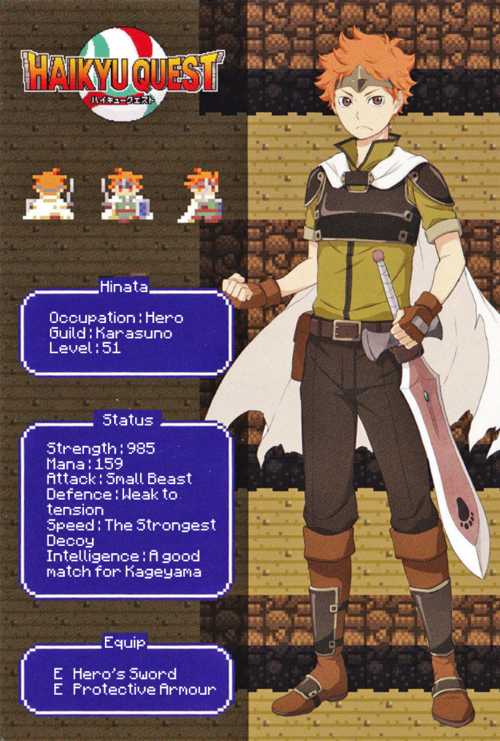 HAIKYU QUEST
ハイキュークエスト
Hinata
Occupation:Hero
Guild:Karasuno
Level:51
Status
Strength:985
Mana:159
Attack:Small Beast
Defence:Weak to
tension
Speed:The Strongest
Decoy
Intelligence:A good
match for Kageyama
Equip
E Hero's Sword
E Protective Armour